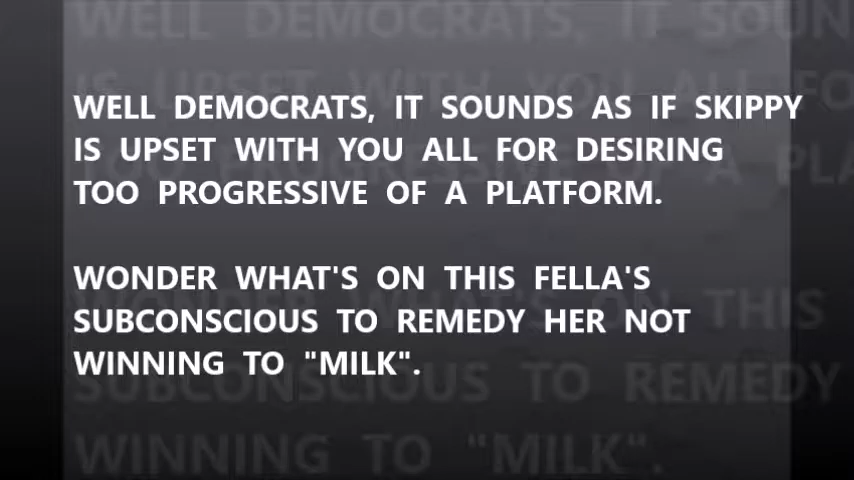 WELL DEMOCRATS, IT SOUNDS AS IF SKIPPY
IS UPSET WITH YOU ALL FOR DESIRING
TOO PROGRESSIVE OF A PLATFORM.
WONDER WHAT'S ON THIS FELLA'S
SUBCONSCIOUS TO REMEDY HER NOT
WINNING TO "MILK".